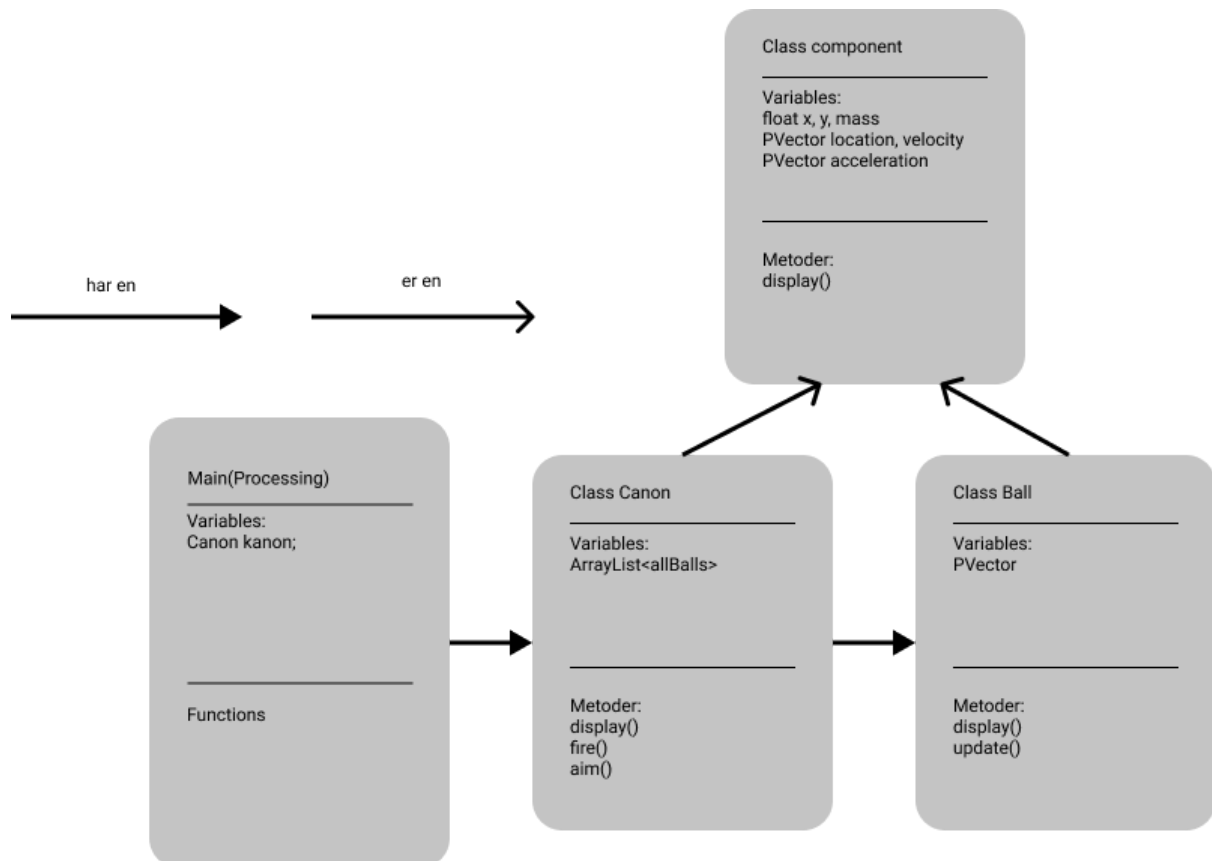 Class component
Variables:
float x, y, mass
PVector location, velocity
PVector acceleration
Metoder:
display()
har en
er en
Main(Processing)
Variables:
Canon kanon;
Functions
Class Canon
Variables:
ArrayList<allBalls>
Metoder:
display()
fire()
aim()
Class Ball
Variables:
PVector
Metoder:
display()
update()